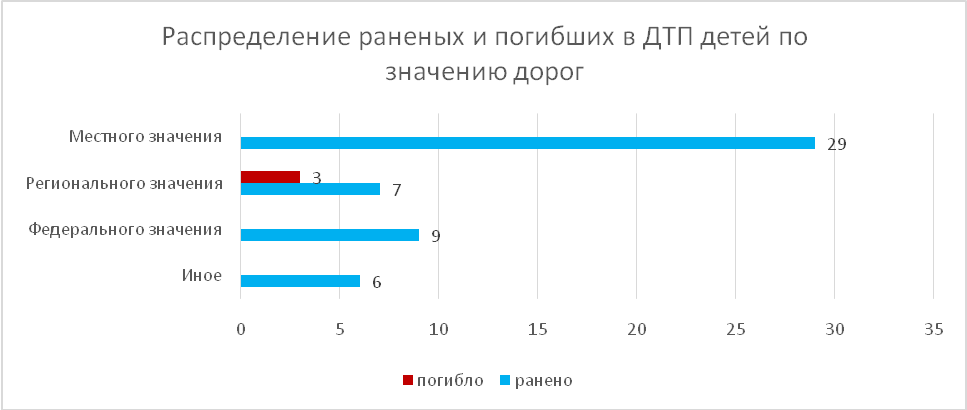 Распределение раненых и погибших в ДТП детей по
значению дорог
Местного значения
29
Регионального значения
3
7
Федерального значения
9
Иное
6
0 5 10 15 20 25 30 35
погибло ранено